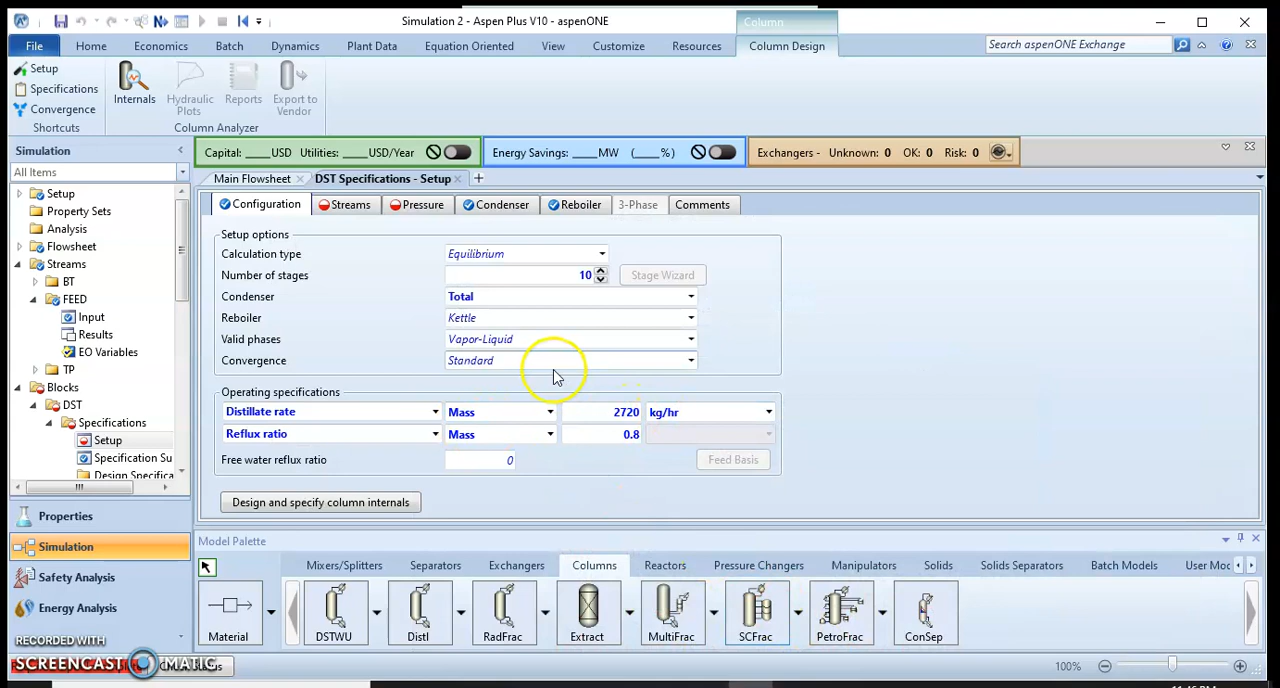 Simulation 2 - Aspen Plus V10 - aspenONE
Column
File
Home
Economics
Batch
Dynamics
Plant Data
Equation Oriented
View
Customize
Resources
Column Design
Search aspenONE Exchange
Setup
Specifications
Convergence
Shortcuts
Internals
Hydraulic
Plots
Reports
Export to
Vendor
Column Analyzer
Simulation
All Items
Capital: ____USD Utilities: ____USD/Year
Energy Savings: ____MW (____%)
Exchangers - Unknown: 0 OK: 0 Risk: 0
Main Flowsheet
DST Specifications - Setup
Setup
Property Sets
Analysis
Flowsheet
Streams
BT
FEED
Input
Results
EO Variables
TP
Blocks
DST
Specifications
Setup
Specification Su
Design Specifica
Configuration
Streams
Pressure
Condenser
Reboiler
3-Phase
Comments
Setup options
Calculation type Equilibrium
Number of stages 10 Stage Wizard
Condenser Total
Reboiler Kettle
Valid phases Vapor-Liquid
Convergence Standard
Operating specifications
Distillate rate Mass 2720 kg/hr
Reflux ratio Mass 0.8
Free water reflux ratio 0 Feed Basis
Design and specify column internals
Properties
Simulation
Safety Analysis
Energy Analysis
Model Palette
Mixers/Splitters
Separators
Exchangers
Columns
Reactors
Pressure Changers
Manipulators
Solids
Solids Separators
Batch Models
User Moc
Material
DSTWU
Distl
RadFrac
Extract
MultiFrac
SCFrac
PetroFrac
ConSep
RECORDED WITH
SCREENCAST MATIC
100%